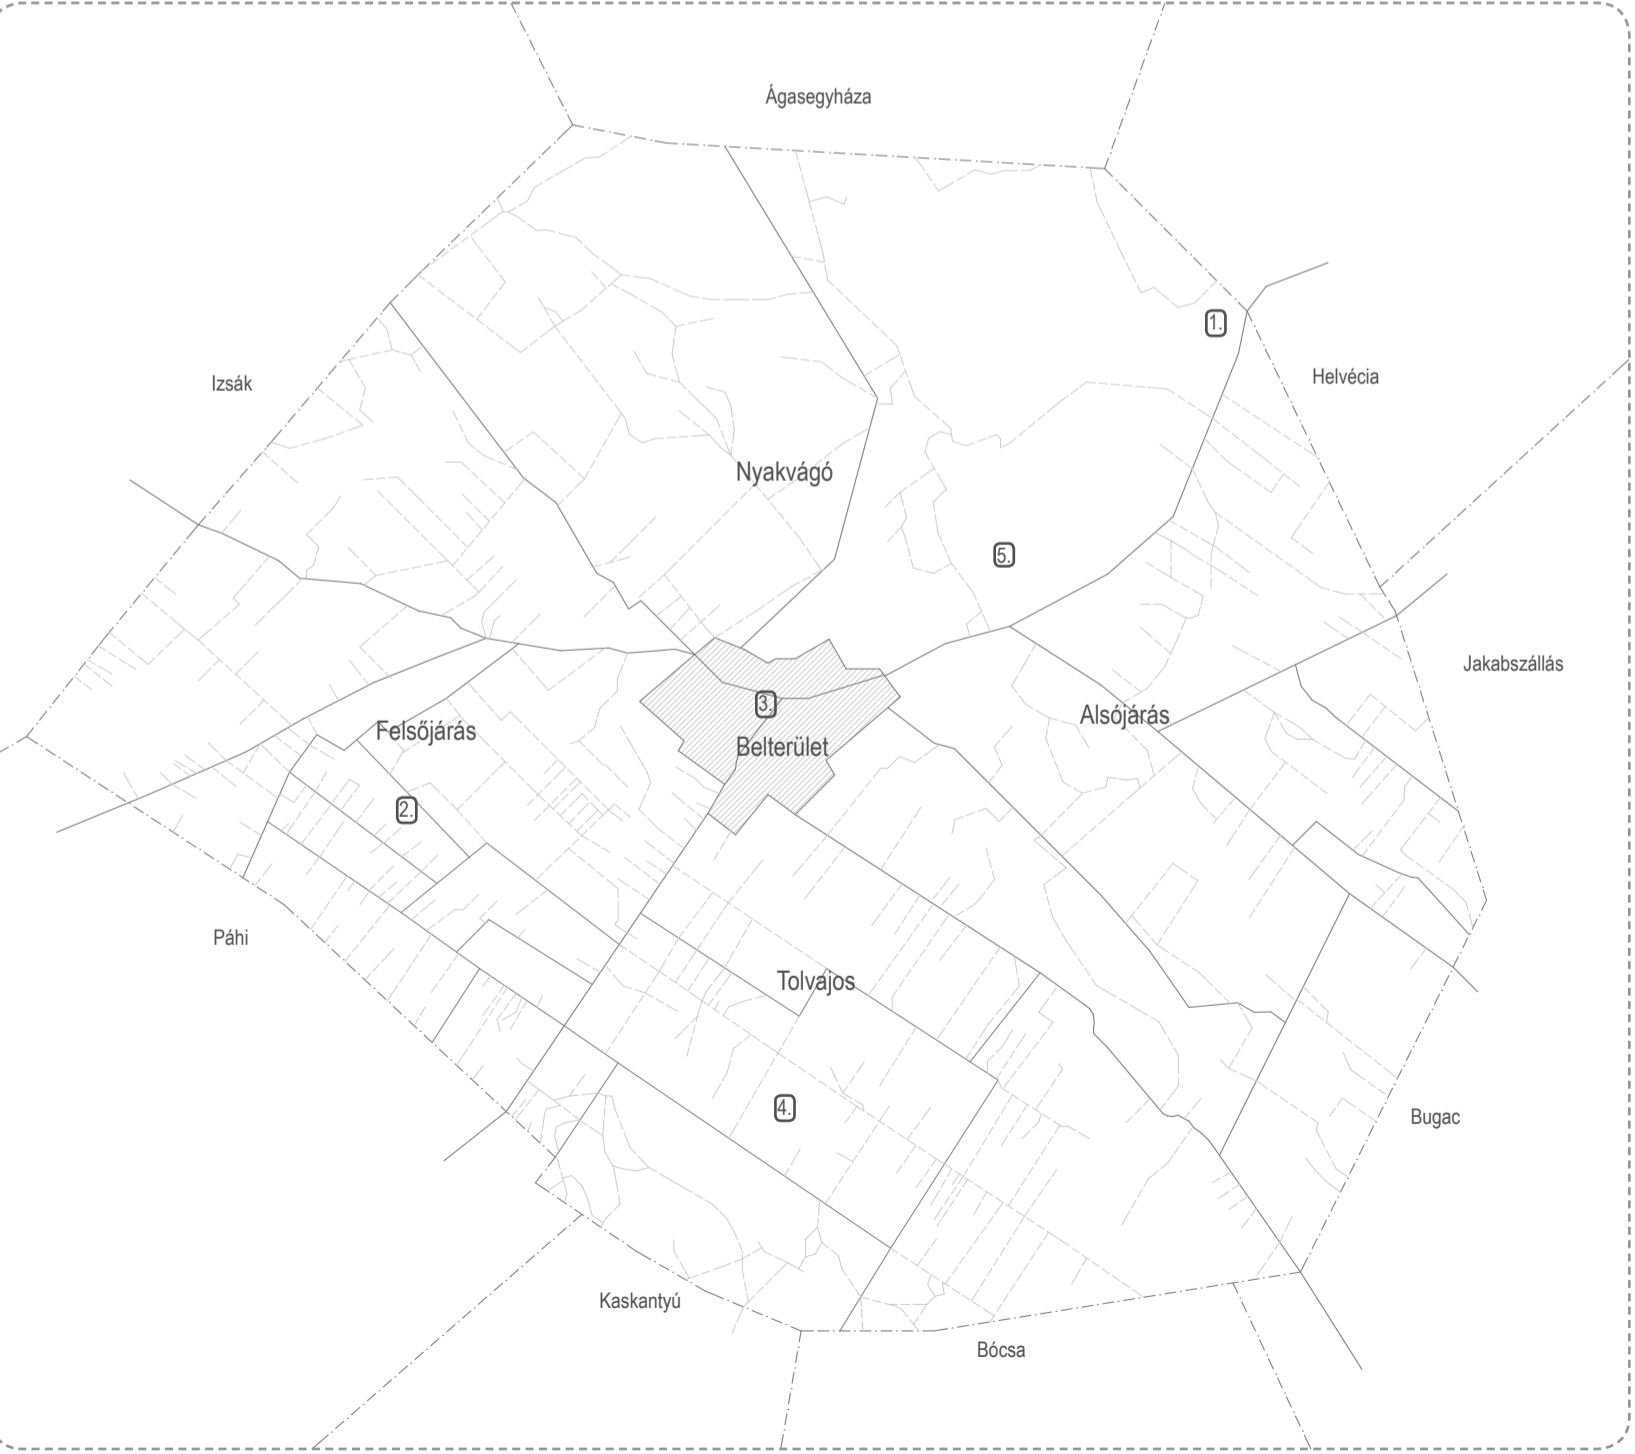 Ágasegyháza
1.
Helvécia
Izsák
Nyakvágó
5.
Jakabszállás
3.
Alsójárás
Felsőjárás
Belterület
2.
Páhi
Tolvajos
4.
Bugac
Kaskantyú
Bócsa